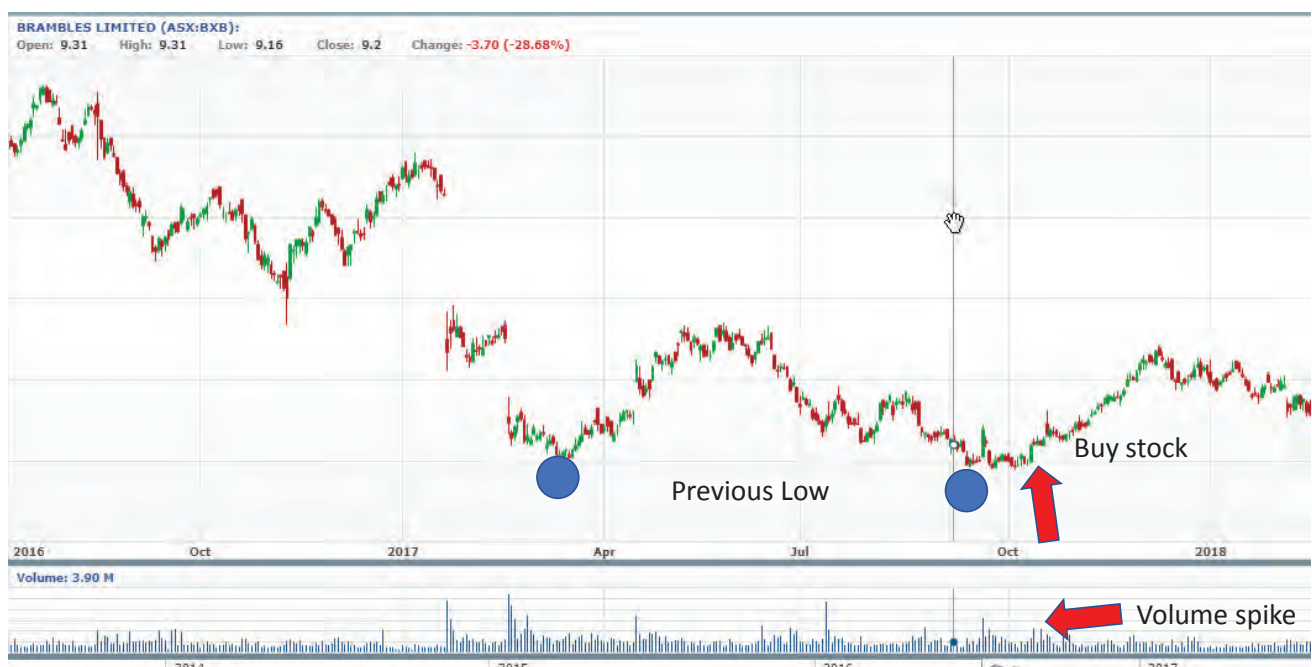 BRAMBLES LIMITED (ASX:BXB):
Open: 9.31 High: 9.31 Low: 9.16 Close: 9.2 Change: -3.70 (-28.68%)
Buy stock
Previous Low
2016 Oct 2017 Apr Jul Oct 2018
Volume: 3.90 M
Volume spike
2014 2015 2016 2017